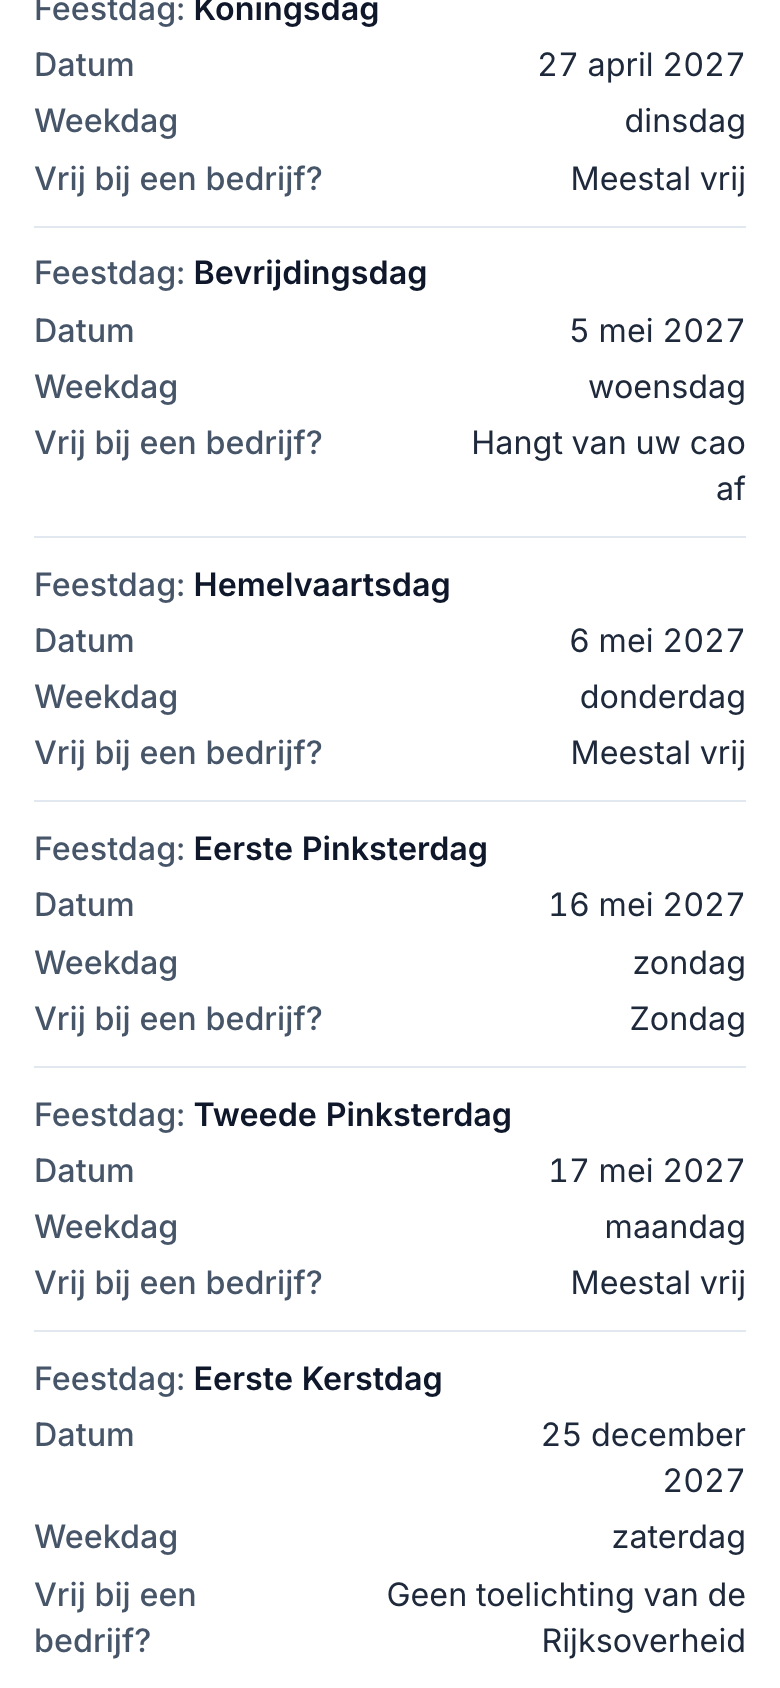 Feestdag: Koningsdag
Datum 27 april 2027
Weekdag dinsdag
Vrij bij een bedrijf? Meestal vrij
Feestdag: Bevrijdingsdag
Datum 5 mei 2027
Weekdag woensdag
Vrij bij een bedrijf? Hangt van uw cao
af
Feestdag: Hemelvaartsdag
Datum 6 mei 2027
Weekdag donderdag
Vrij bij een bedrijf? Meestal vrij
Feestdag: Eerste Pinksterdag
Datum 16 mei 2027
Weekdag zondag
Vrij bij een bedrijf? Zondag
Feestdag: Tweede Pinksterdag
Datum 17 mei 2027
Weekdag maandag
Vrij bij een bedrijf? Meestal vrij
Feestdag: Eerste Kerstdag
Datum 25 december
2027
Weekdag zaterdag
Vrij bij een Geen toelichting van de
bedrijf? Rijksoverheid